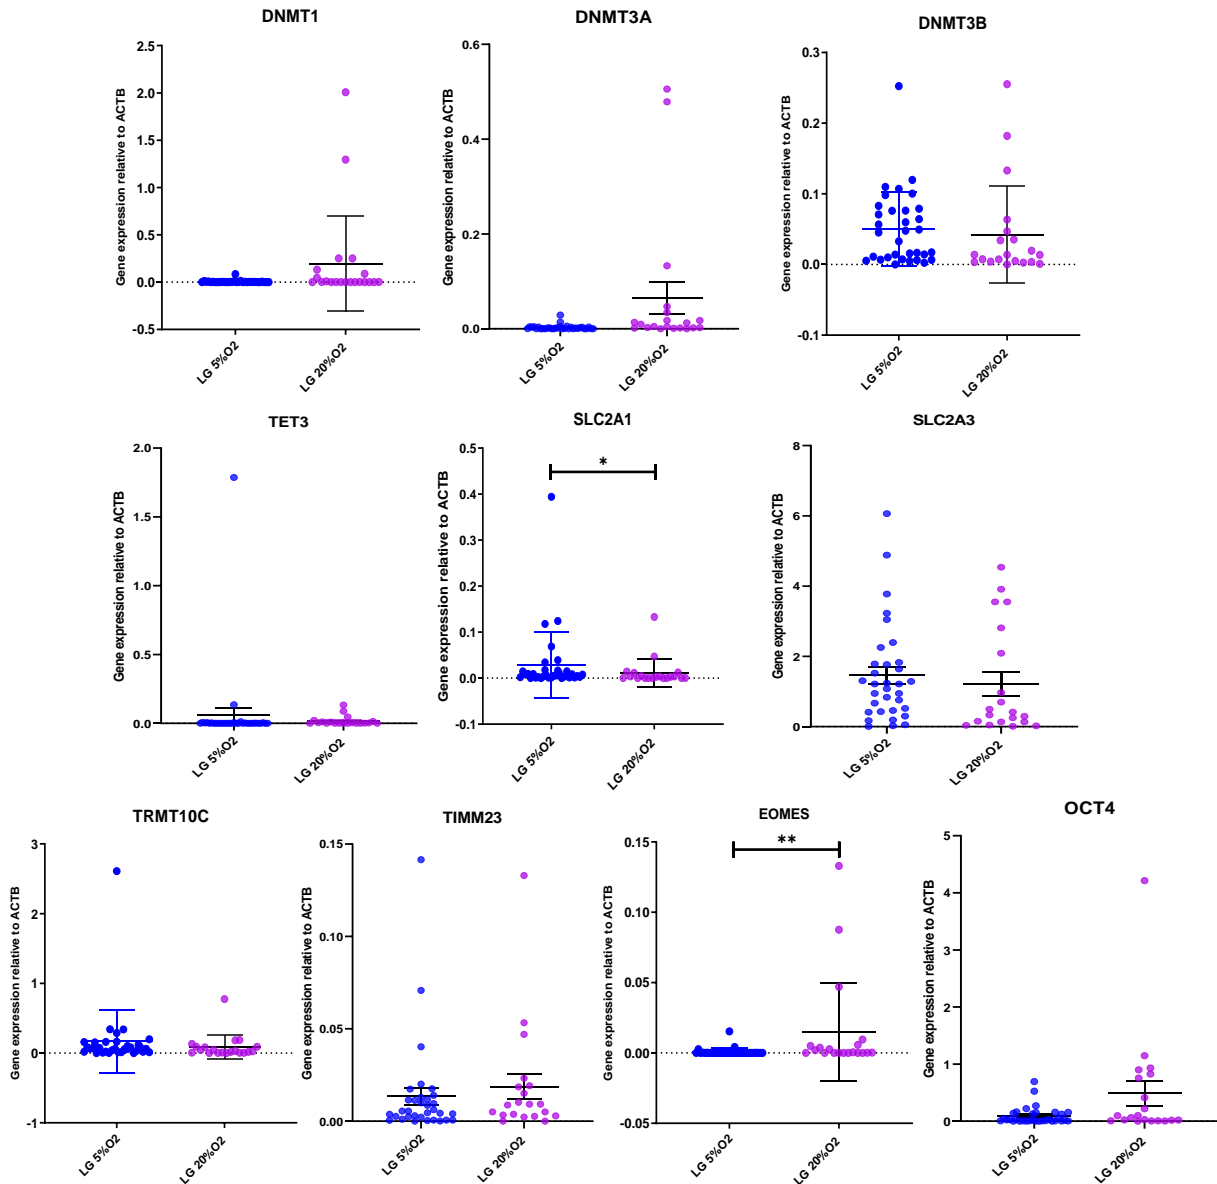 DNMT1
DNMT3A
DNMT3B
Gene expression relative to ACTB
2.5
2.0
1.5
1.0
0.5
0.0
-0.5
LG 5%O2
LG 20%O2
Gene expression relative to ACTB
0.6
0.4
0.2
0.0
LG 5%O2
LG 20%O2
Gene expression relative to ACTB
0.3
0.2
0.1
0.0
-0.1
LG 5%O2
LG 20%O2
TET3
SLC2A1
SLC2A3
Gene expression relative to ACTB
2.0
1.5
1.0
0.5
0.0
LG 5%O2
LG 20%O2
Gene expression relative to ACTB
0.5
0.4
0.3
0.2
0.1
0.0
-0.1
*
LG 5%O2
LG 20%O2
Gene expression relative to ACTB
8
6
4
2
0
LG 5%O2
LG 20%O2
TRMT10C
TIMM23
EOMES
OCT4
Gene expression relative to ACTB
3
2
1
0
-1
LG 5%O2
LG 20%O2
Gene expression relative to ACTB
0.15
0.10
0.05
0.00
LG 5%O2
LG 20%O2
Gene expression relative to ACTB
0.15
0.10
0.05
0.00
-0.05
**
LG 5%O2
LG 20%O2
Gene expression relative to ACTB
5
4
3
2
1
0
LG 5%O2
LG 20%O2